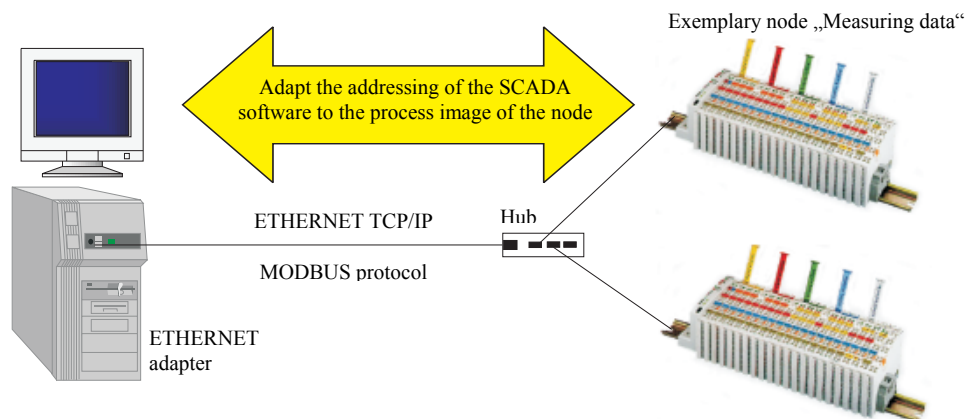 Exemplary node „Measuring data“
Adapt the addressing of the SCADA
software to the process image of the node
ETHERNET TCP/IP
Hub
MODBUS protocol
ETHERNET
adapter